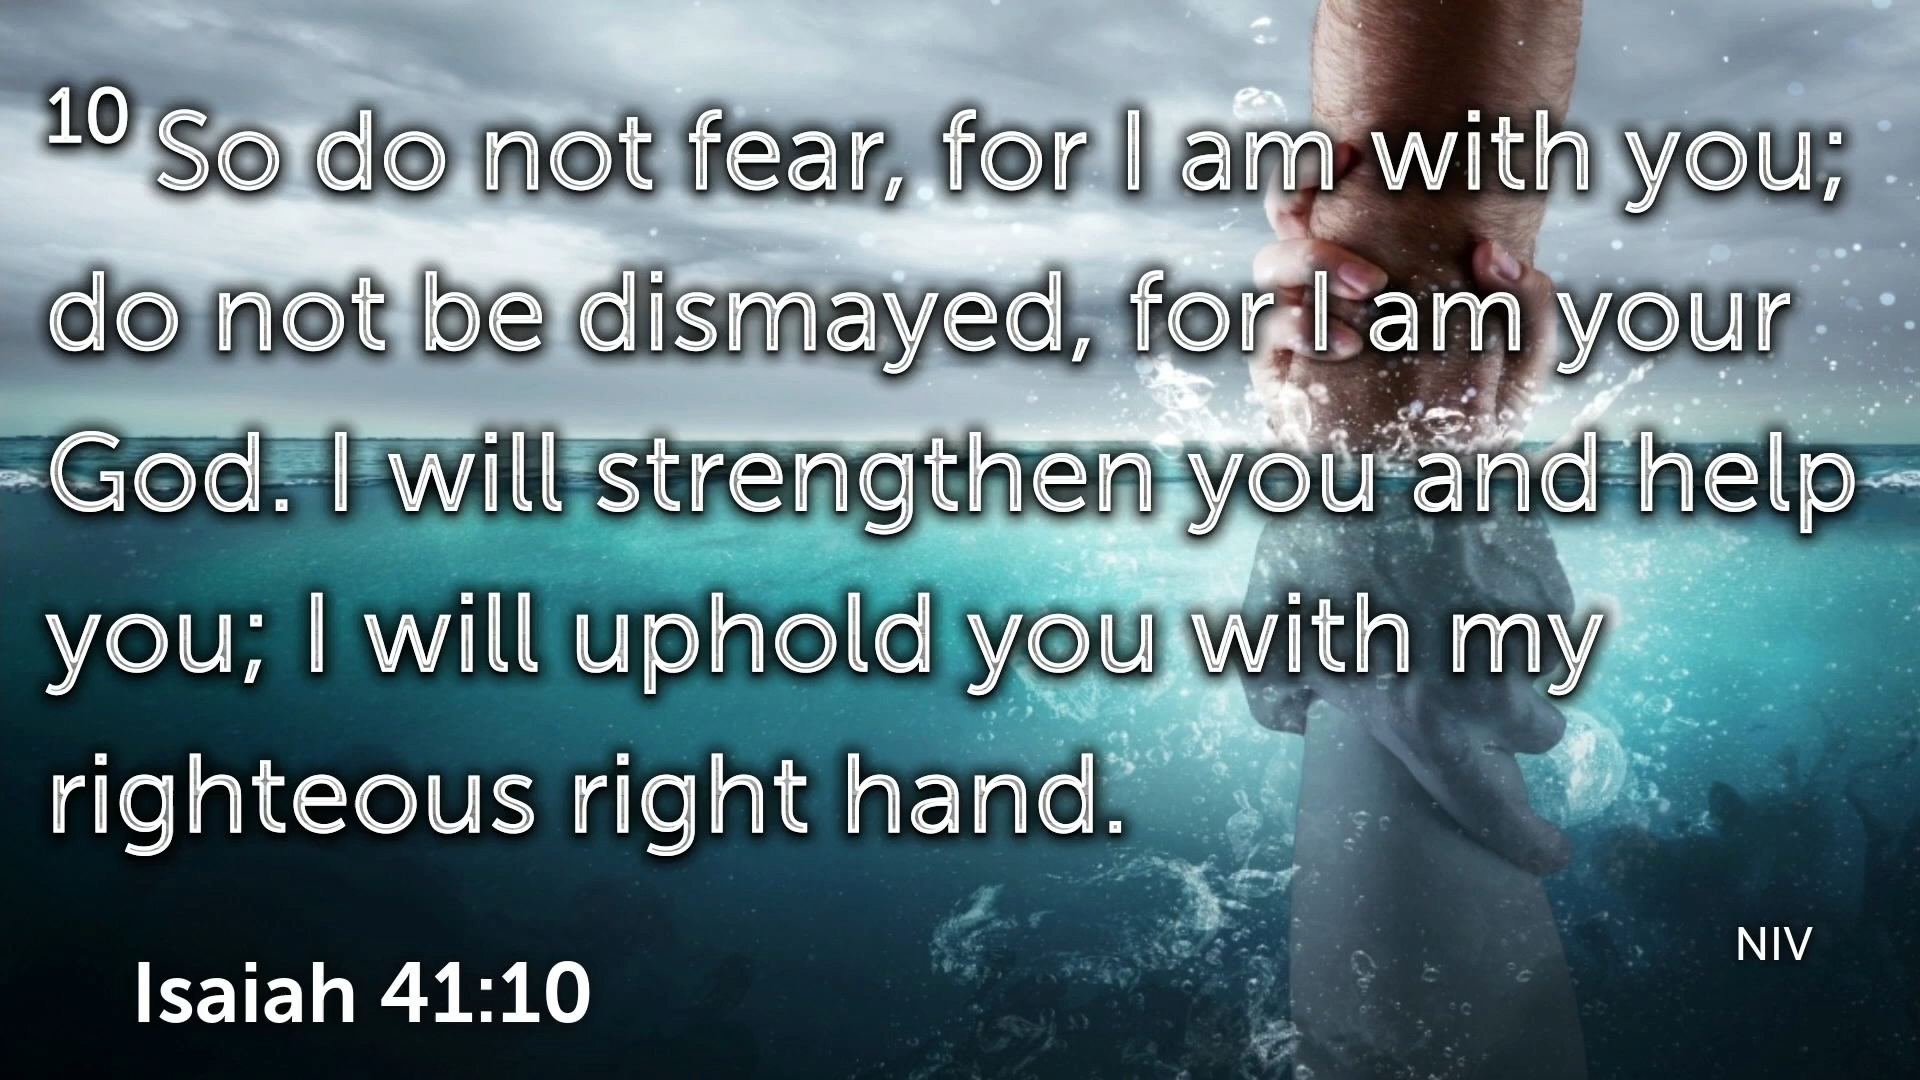 10 So do not fear, for I am with you;
do not be dismayed, for I am your
God. I will strengthen you and help
you; I will uphold you with my
righteous right hand.
NIV
Isaiah 41:10